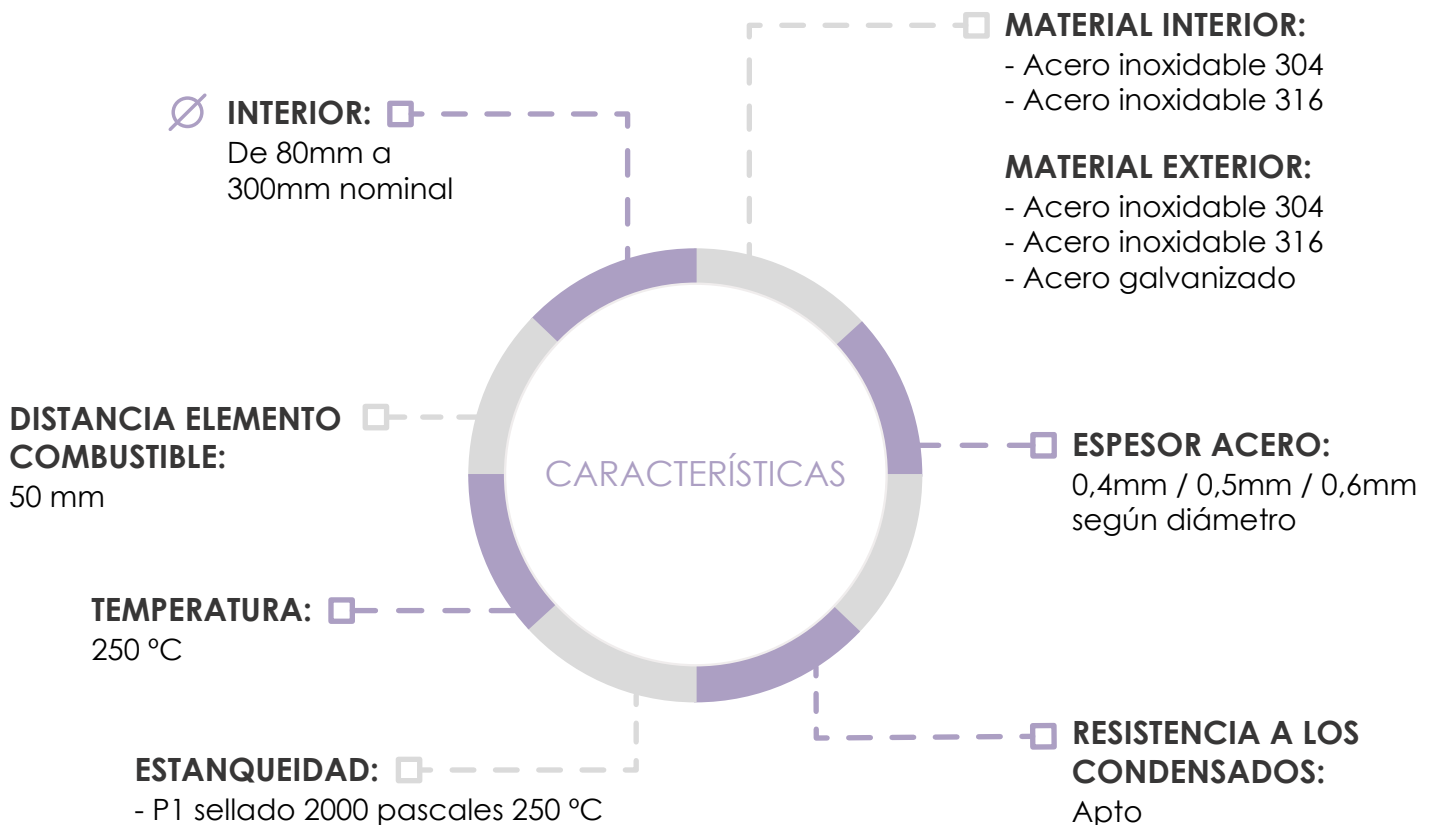 MATERIAL INTERIOR:
- Acero inoxidable 304
- Acero inoxidable 316
MATERIAL EXTERIOR:
- Acero inoxidable 304
- Acero inoxidable 316
- Acero galvanizado
INTERIOR:
De 80mm a
300mm nominal
DISTANCIA ELEMENTO
COMBUSTIBLE:
50 mm
CARACTERÍSTICAS
ESPESOR ACERO:
0,4mm / 0,5mm / 0,6mm
según diámetro
TEMPERATURA:
250 ºC
ESTANQUEIDAD:
- P1 sellado 2000 pascales 250 ºC
RESISTENCIA A LOS
CONDENSADOS:
Apto